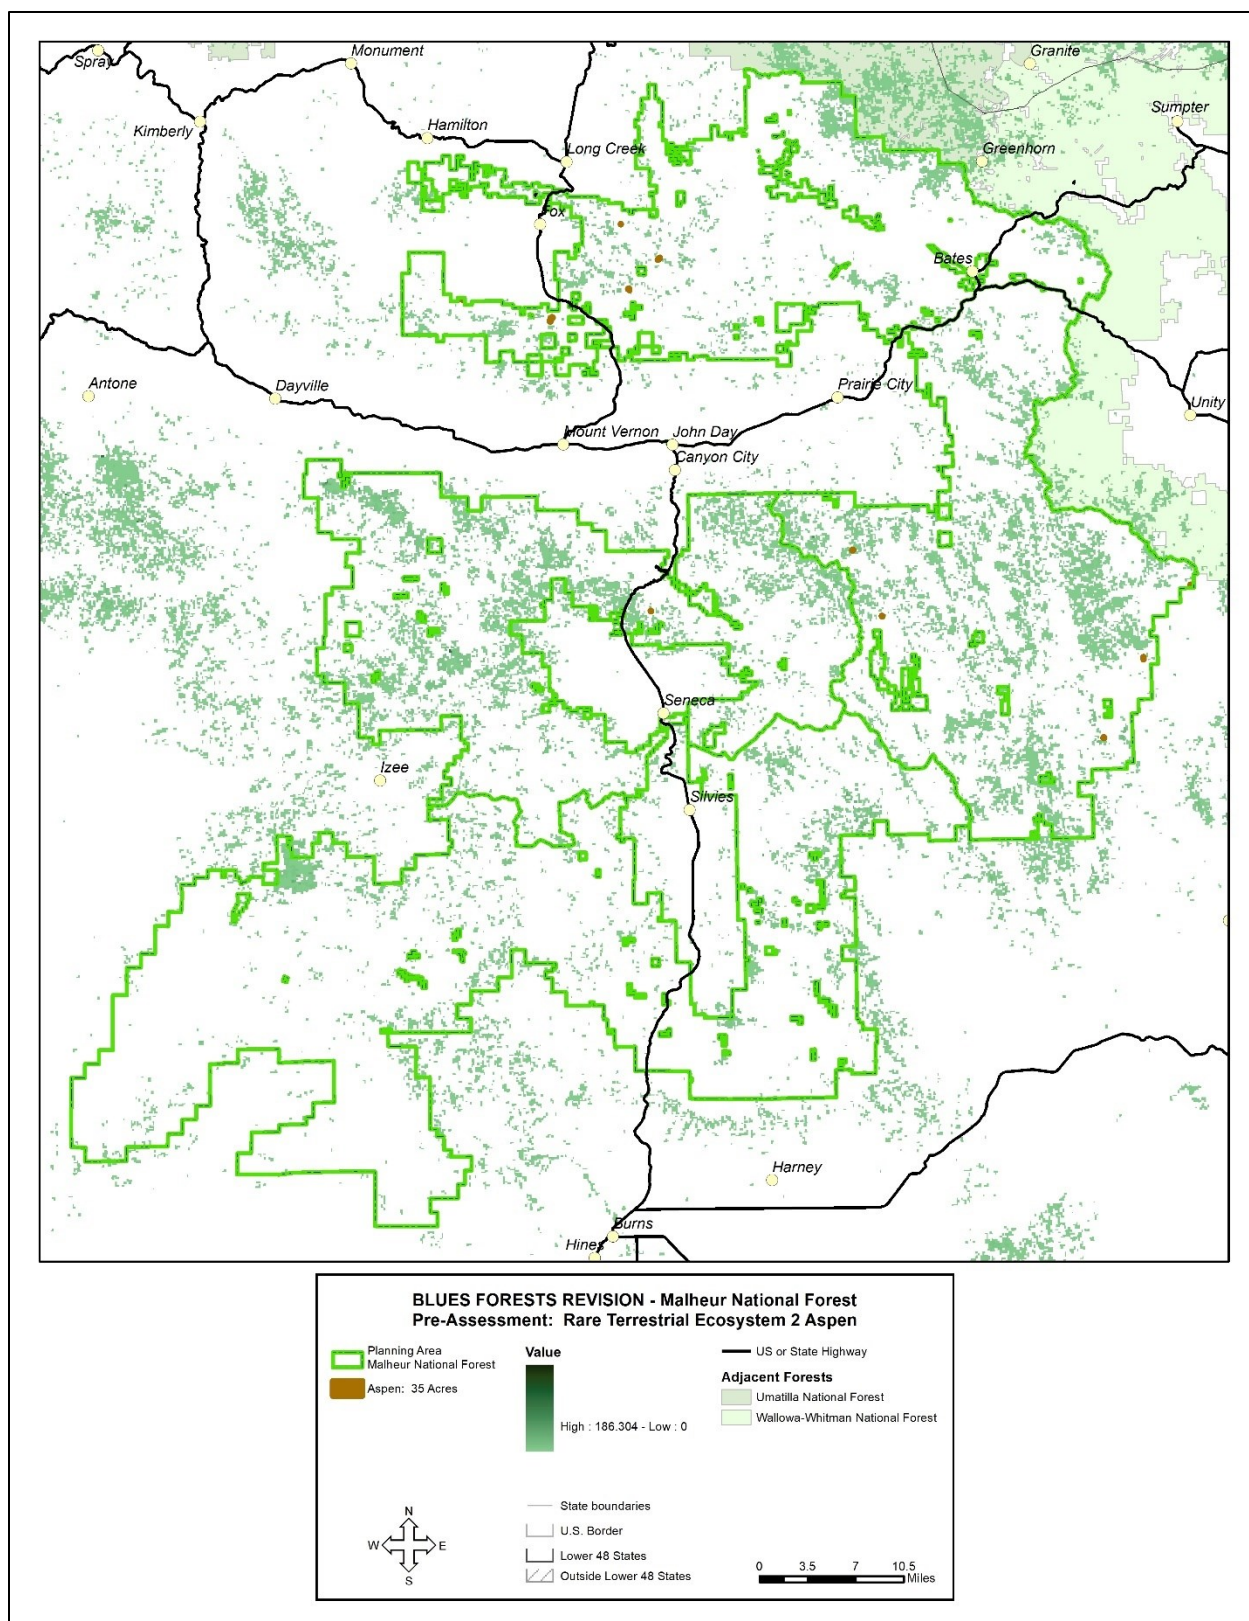 Spray
Monument
Granite
Kimberly
Hamilton
Sumpter
Long Creek
Greenhorn
Fox
Bates
Antone
Dayville
Prairie City
Unity
Mount Vernon
John Day
Canyon City
Seneca
Izee
Silvies
Harney
Burns
Hines
BLUES FORESTS REVISION - Malheur National Forest
Pre-Assessment: Rare Terrestrial Ecosystem 2 Aspen
Planning Area
Malheur National Forest
Aspen: 35 Acres
Value
High : 186.304 - Low : 0
US or State Highway
Adjacent Forests
Umatilla National Forest
Wallowa-Whitman National Forest
N
W
E
S
State boundaries
U.S. Border
Lower 48 States
Outside Lower 48 States
0 3.5 7 10.5
Miles